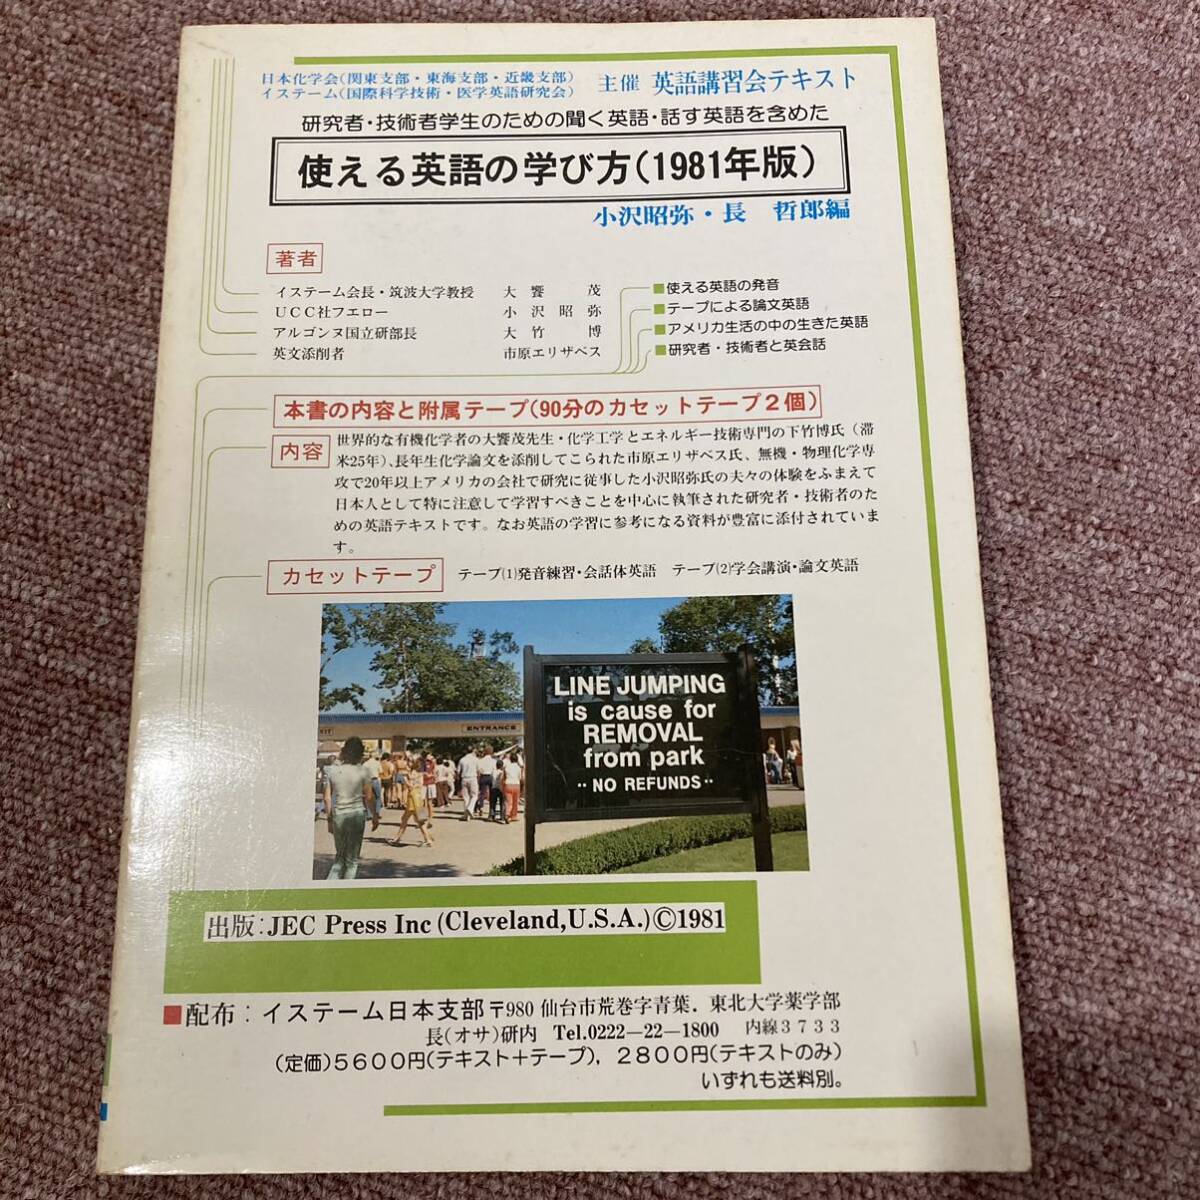 日本化学会(関東支部・東海支部・近畿支部)
イステーム(国際科学技術・医学英語研究会)
主催 英語講習会テキスト
研究者・技術者学生のための聞く英語・話す英語を含めた
使える英語の学び方(1981年版)
小沢昭弥・長 哲郎編
著者
イステーム会長・筑波大学教授 大饗 茂
UCC社フエロー 小沢昭弥
アルゴンヌ国立研部長 大竹 博
英文添削者 市原エリザベス
■使える英語の発音
■テープによる論文英語
■アメリカ生活の中の生きた英語
■研究者・技術者と英会話
本書の内容と附属テープ(90分のカセットテープ2個)
内容
世界的な有機化学者の大饗茂先生・化学工学とエネルギー技術専門の下竹博氏(滞
米25年)、長年生化学論文を添削してこられた市原エリザベス氏、無機・物理化学専
攻で20年以上アメリカの会社で研究に従事した小沢昭弥氏の夫々の体験をふまえて
日本人として特に注意して学習すべきことを中心に執筆された研究者・技術者のた
めの英語テキストです。なお英語の学習に参考になる資料が豊富に添付されていま
す。
カセットテープ
テープ(1)発音練習・会話体英語 テープ(2)学会講演・論文英語
EXIT
ENTRANCE
LINE JUMPING
is cause for
REMOVAL
from park
·· NO REFUNDS ··
出版:JEC Press Inc (Cleveland,U.S.A.)©1981
■配布:イステーム日本支部〒980 仙台市荒巻字青葉.東北大学薬学部
長(オサ)研内 Tel.0222―22―1800 内線3733
(定価)5600円(テキスト+テープ),2800円(テキストのみ)
いずれも送料別。